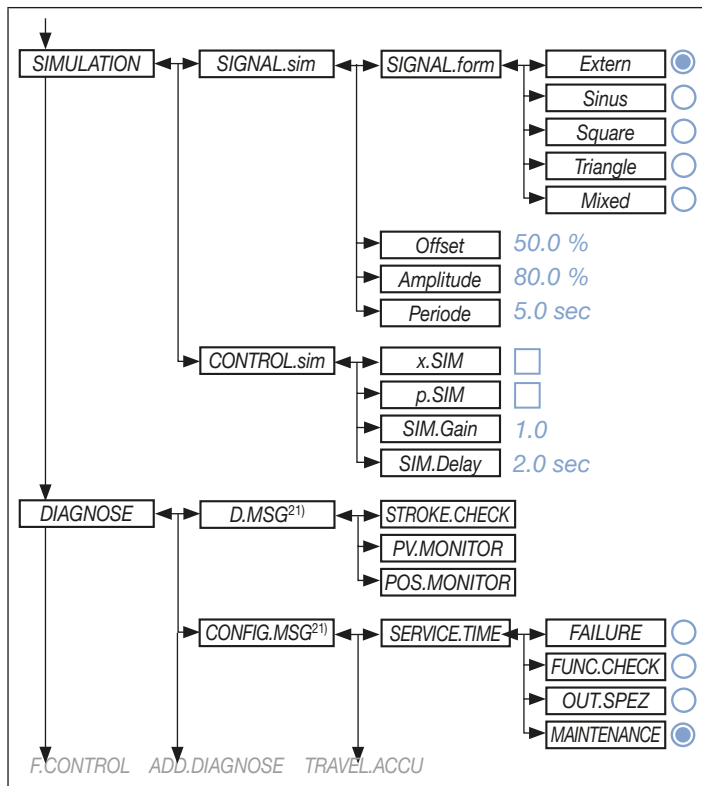 SIMULATION SIGNAL.sim SIGNAL.form Extern
Sinus
Square
Triangle
Mixed
Offset 50.0 %
Amplitude 80.0 %
Periode 5.0 sec
CONTROL.sim x.SIM
p.SIM
SIM.Gain 1.0
SIM.Delay 2.0 sec
DIAGNOSE D.MSG21) STROKE.CHECK
PV.MONITOR
POS.MONITOR
CONFIG.MSG21) SERVICE.TIME FAILURE
FUNC.CHECK
OUT.SPEZ
MAINTENANCE
F.CONTROL ADD.DIAGNOSE TRAVEL.ACCU